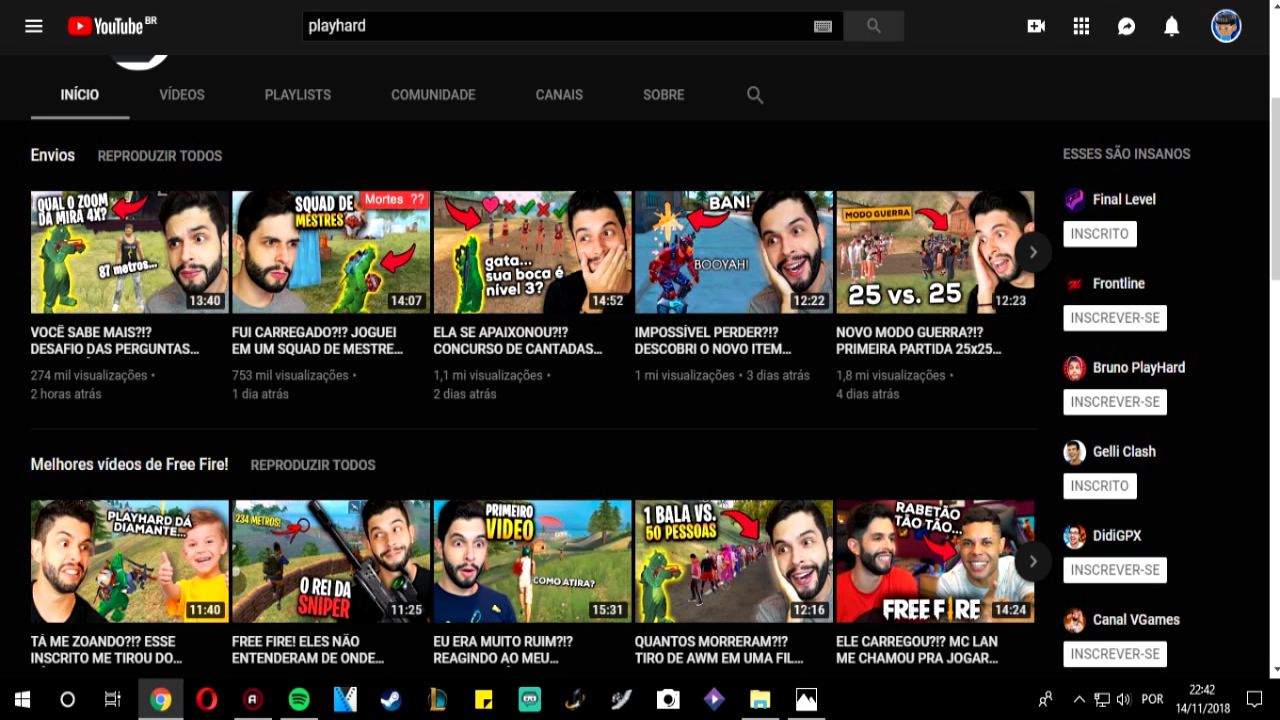 YouTube BR
playhard
INÍCIO VÍDEOS PLAYLISTS COMUNIDADE CANAIS SOBRE
Envios REPRODUZIR TODOS
QUAL O ZOOM
DA MIRA 4X?
87 metros...
13:40
VOCÊ SABE MAIS?!?
DESAFIO DAS PERGUNTAS...
274 mil visualizações •
2 horas atrás
SQUAD DE
MESTRES
Mortes ??
14:07
FUI CARREGADO?!? JOGUEI
EM UM SQUAD DE MESTRE...
753 mil visualizações •
1 dia atrás
gata...
sua boca é
nível 3?
14:52
ELA SE APAIXONOU?!?
CONCURSO DE CANTADAS...
1,1 mi visualizações •
2 dias atrás
BAN!
BOOYAH!
12:22
IMPOSSÍVEL PERDER?!?
DESCOBRI O NOVO ITEM...
1 mi visualizações • 3 dias atrás
MODO GUERRA
25 vs. 25
12:23
NOVO MODO GUERRA?!?
PRIMEIRA PARTIDA 25x25...
1,8 mi visualizações •
4 dias atrás
Melhores vídeos de Free Fire! REPRODUZIR TODOS
PLAYHARD DÁ
DIAMANTE...
11:40
TÁ ME ZOANDO?!? ESSE
INSCRITO ME TIROU DO...
234 METROS!
O REI DA
SNIPER
11:25
FREE FIRE! ELES NÃO
ENTENDERAM DE ONDE...
PRIMEIRO
VIDEO
COMO ATIRA?
15:31
EU ERA MUITO RUIM?!?
REAGINDO AO MEU...
1 BALA VS.
50 PESSOAS
12:16
QUANTOS MORRERAM?!?
TIRO DE AWM EM UMA FIL...
RABETÃO
TÃO TÃO...
FREE FIRE
14:24
ELE CARREGOU?!? MC LAN
ME CHAMOU PRA JOGAR...
ESSES SÃO INSANOS
Final Level
INSCRITO
Frontline
INSCREVER-SE
Bruno PlayHard
INSCREVER-SE
Gelli Clash
INSCRITO
DidiGPX
INSCREVER-SE
Canal VGames
INSCREVER-SE
POR
22:42
14/11/2018